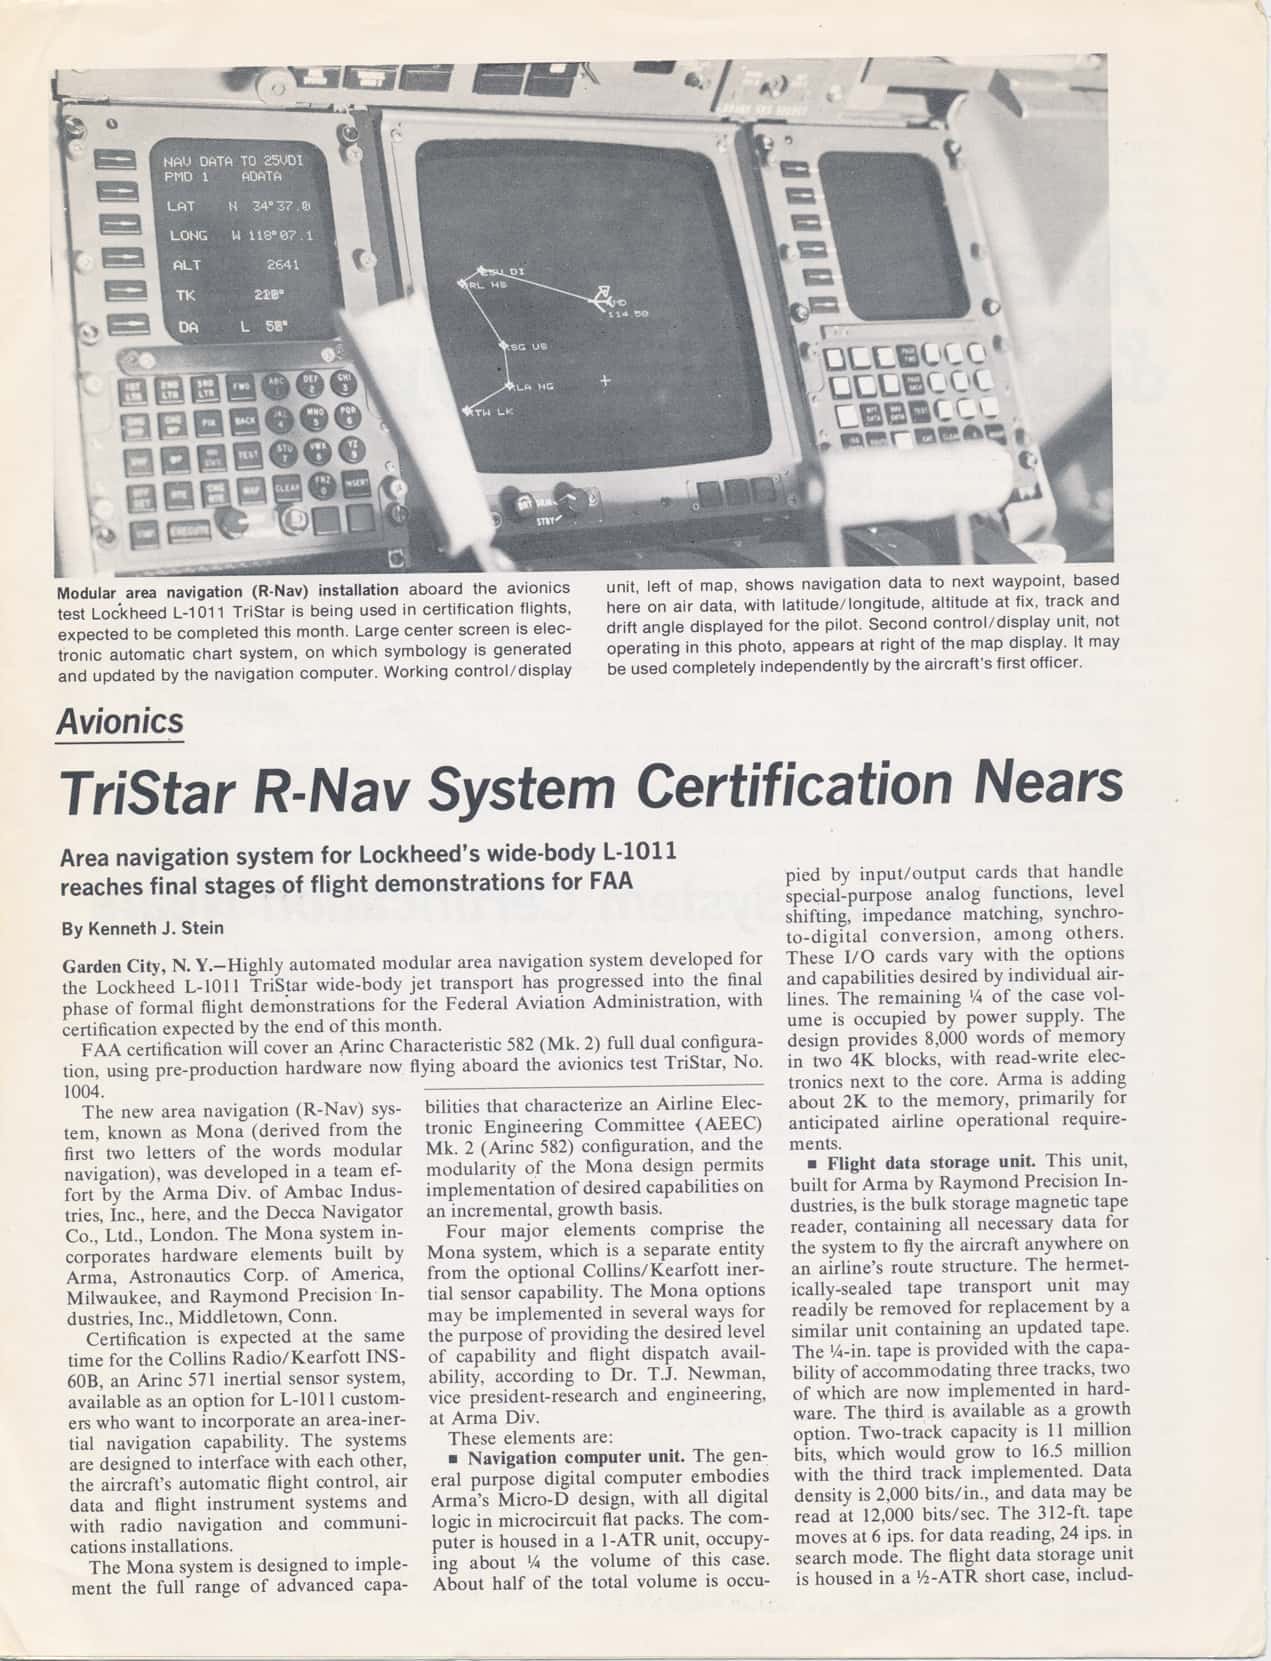 NAV DATA TO 25VDI
PMD 1 ADATA
LAT N 34°37.0
LONG W 118°07.1
ALT 2641
TK
DA L
RL HB
SG UB
LA NG
TW LK
114.50
ABC
1
DEF
2
GHI
3
FWD
MNO
5
PQR
6
BACK
STU
7
VWX
8
YZ
9
TEST
CLEAR
INSERT
STBY
Modular area navigation (R-Nav) installation aboard the avionics
test Lockheed L-1011 TriStar is being used in certification flights,
expected to be completed this month. Large center screen is elec-
tronic automatic chart system, on which symbology is generated
and updated by the navigation computer. Working control/display
unit, left of map, shows navigation data to next waypoint, based
here on air data, with latitude/longitude, altitude at fix, track and
drift angle displayed for the pilot. Second control/display unit, not
operating in this photo, appears at right of the map display. It may
be used completely independently by the aircraft's first officer.
Avionics
TriStar R-Nav System Certification Nears
Area navigation system for Lockheed's wide-body L-1011
reaches final stages of flight demonstrations for FAA
By Kenneth J. Stein
Garden City, N. Y.—Highly automated modular area navigation system developed for
the Lockheed L-1011 TriStar wide-body jet transport has progressed into the final
phase of formal flight demonstrations for the Federal Aviation Administration, with
certification expected by the end of this month.
FAA certification will cover an Arinc Characteristic 582 (Mk. 2) full dual configura-
tion, using pre-production hardware now flying aboard the avionics test TriStar, No.
1004.
The new area navigation (R-Nav) sys-
tem, known as Mona (derived from the
first two letters of the words modular
navigation), was developed in a team ef-
fort by the Arma Div. of Ambac Indus-
tries, Inc., here, and the Decca Navigator
Co., Ltd., London. The Mona system in-
corporates hardware elements built by
Arma, Astronautics Corp. of America,
Milwaukee, and Raymond Precision In-
dustries, Inc., Middletown, Conn.
Certification is expected at the same
time for the Collins Radio/Kearfott INS-
60B, an Arinc 571 inertial sensor system,
available as an option for L-1011 custom-
ers who want to incorporate an area-iner-
tial navigation capability. The systems
are designed to interface with each other,
the aircraft's automatic flight control, air
data and flight instrument systems and
with radio navigation and communi-
cations installations.
The Mona system is designed to imple-
ment the full range of advanced capa-
bilities that characterize an Airline Elec-
tronic Engineering Committee (AEEC)
Mk. 2 (Arinc 582) configuration, and the
modularity of the Mona design permits
implementation of desired capabilities on
an incremental, growth basis.
Four major elements comprise the
Mona system, which is a separate entity
from the optional Collins/Kearfott iner-
tial sensor capability. The Mona options
may be implemented in several ways for
the purpose of providing the desired level
of capability and flight dispatch avail-
ability, according to Dr. T.J. Newman,
vice president-research and engineering,
at Arma Div.
These elements are:
■ Navigation computer unit. The gen-
eral purpose digital computer embodies
Arma's Micro-D design, with all digital
logic in microcircuit flat packs. The com-
puter is housed in a 1-ATR unit, occupy-
ing about ¼ the volume of this case.
About half of the total volume is occu-
pied by input/output cards that handle
special-purpose analog functions, level
shifting, impedance matching, synchro-
to-digital conversion, among others.
These I/O cards vary with the options
and capabilities desired by individual air-
lines. The remaining ¼ of the case vol-
ume is occupied by power supply. The
design provides 8,000 words of memory
in two 4K blocks, with read-write elec-
tronics next to the core. Arma is adding
about 2K to the memory, primarily for
anticipated airline operational require-
ments.
■ Flight data storage unit. This unit,
built for Arma by Raymond Precision In-
dustries, is the bulk storage magnetic tape
reader, containing all necessary data for
the system to fly the aircraft anywhere on
an airline's route structure. The hermet-
ically-sealed tape transport unit may
readily be removed for replacement by a
similar unit containing an updated tape.
The ¼-in. tape is provided with the capa-
bility of accommodating three tracks, two
of which are now implemented in hard-
ware. The third is available as a growth
option. Two-track capacity is 11 million
bits, which would grow to 16.5 million
with the third track implemented. Data
density is 2,000 bits/in., and data may be
read at 12,000 bits/sec. The 312-ft. tape
moves at 6 ips. for data reading, 24 ips. in
search mode. The flight data storage unit
is housed in a ½-ATR short case, includ-